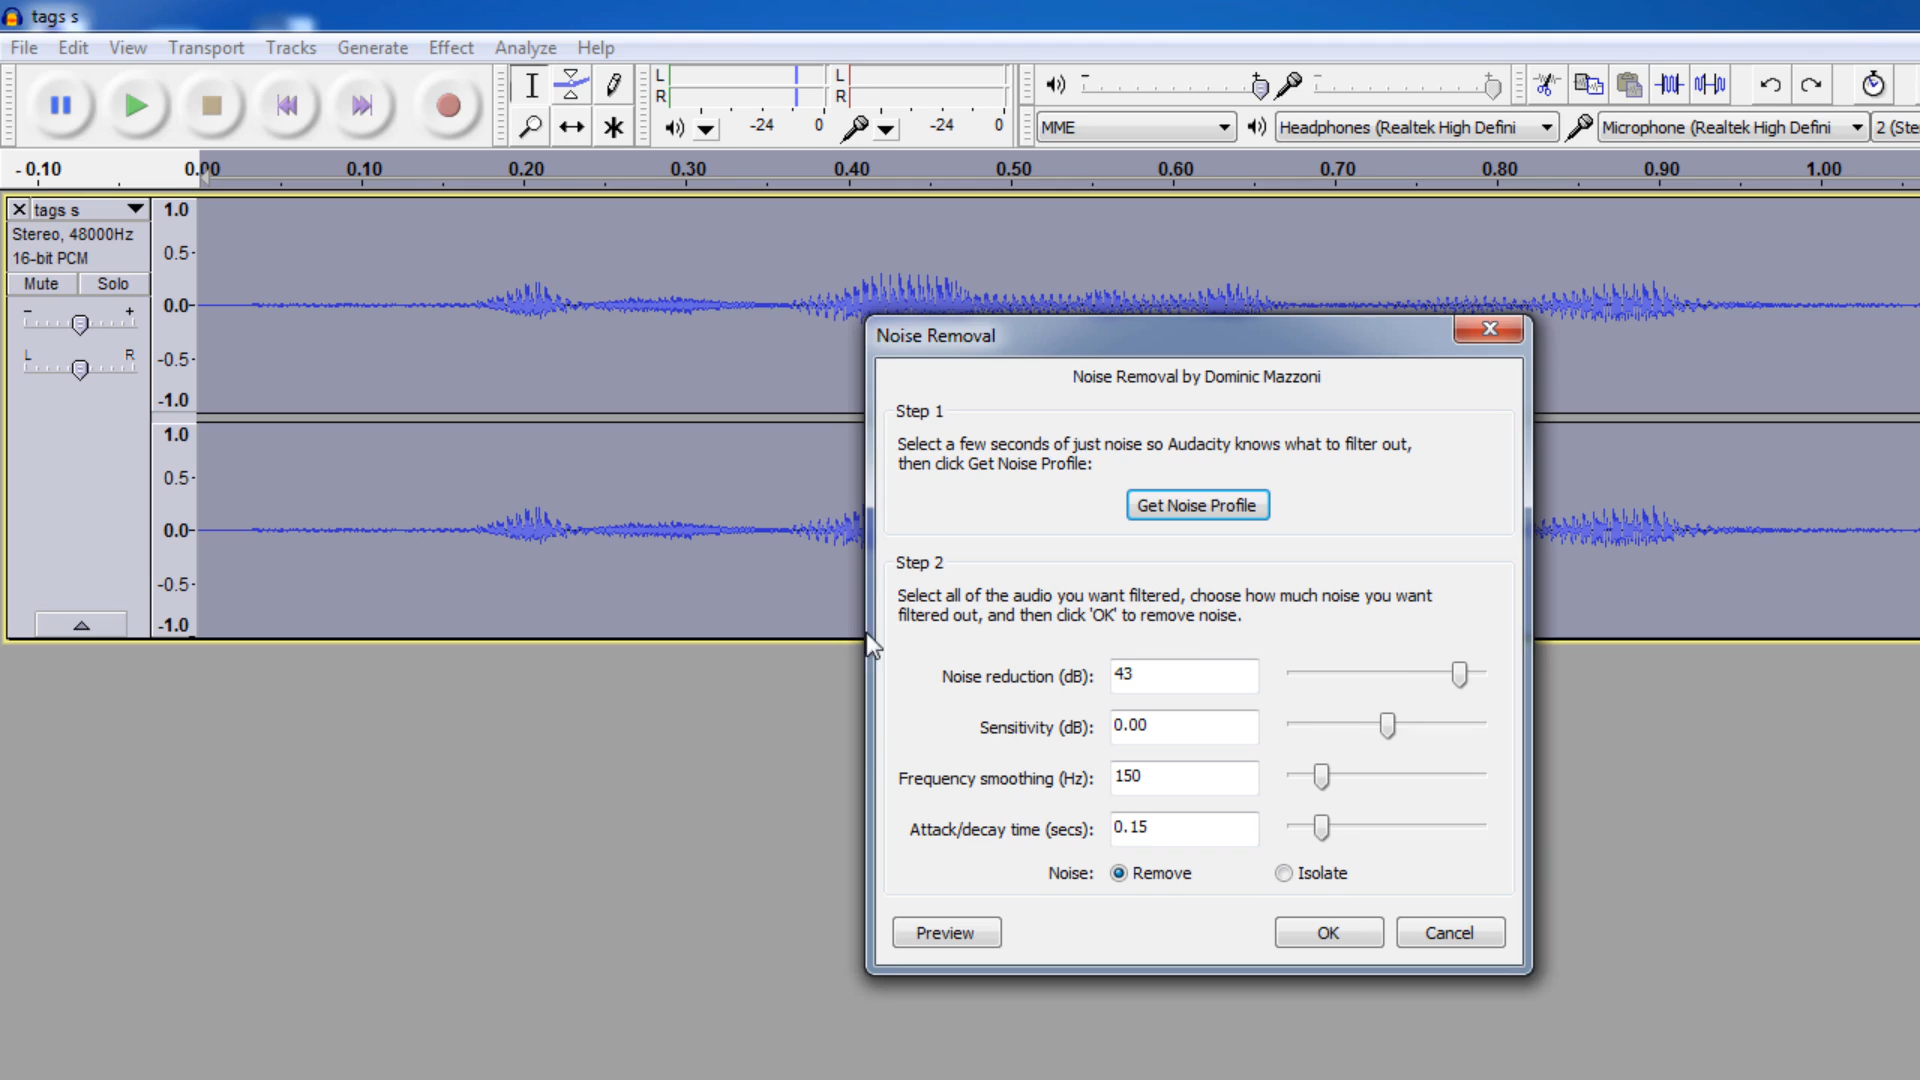 tags s
File Edit View Transport Tracks Generate Effect Analyze Help
L L
R R
-24 0 -24 0
MME Headphones (Realtek High Defini Microphone (Realtek High Defini 2 (Ste
- 0.10 0.00 0.10 0.20 0.30 0.40 0.50 0.60 0.70 0.80 0.90 1.00
tags s
Stereo, 48000Hz
16-bit PCM
Mute Solo
- +
L R
1.0
0.5
0.0
-0.5
-1.0
1.0
0.5
0.0
-0.5
-1.0
Noise Removal
Noise Removal by Dominic Mazzoni
Step 1
Select a few seconds of just noise so Audacity knows what to filter out,
then click Get Noise Profile:
Get Noise Profile
Step 2
Select all of the audio you want filtered, choose how much noise you want
filtered out, and then click 'OK' to remove noise.
Noise reduction (dB): 43
Sensitivity (dB): 0.00
Frequency smoothing (Hz): 150
Attack/decay time (secs): 0.15
Noise: Remove Isolate
Preview OK Cancel